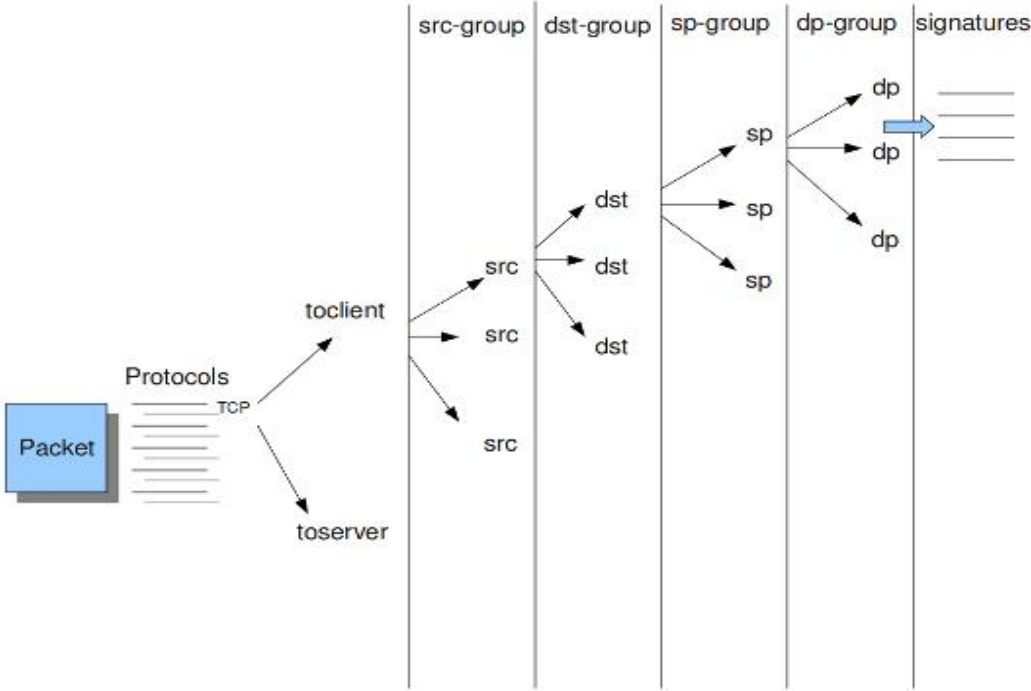 src-group dst-group sp-group dp-group signatures
dp
sp
dp
dst
sp
dp
src
dst
sp
toclient
src
dst
Protocols
TCP
Packet
src
toserver